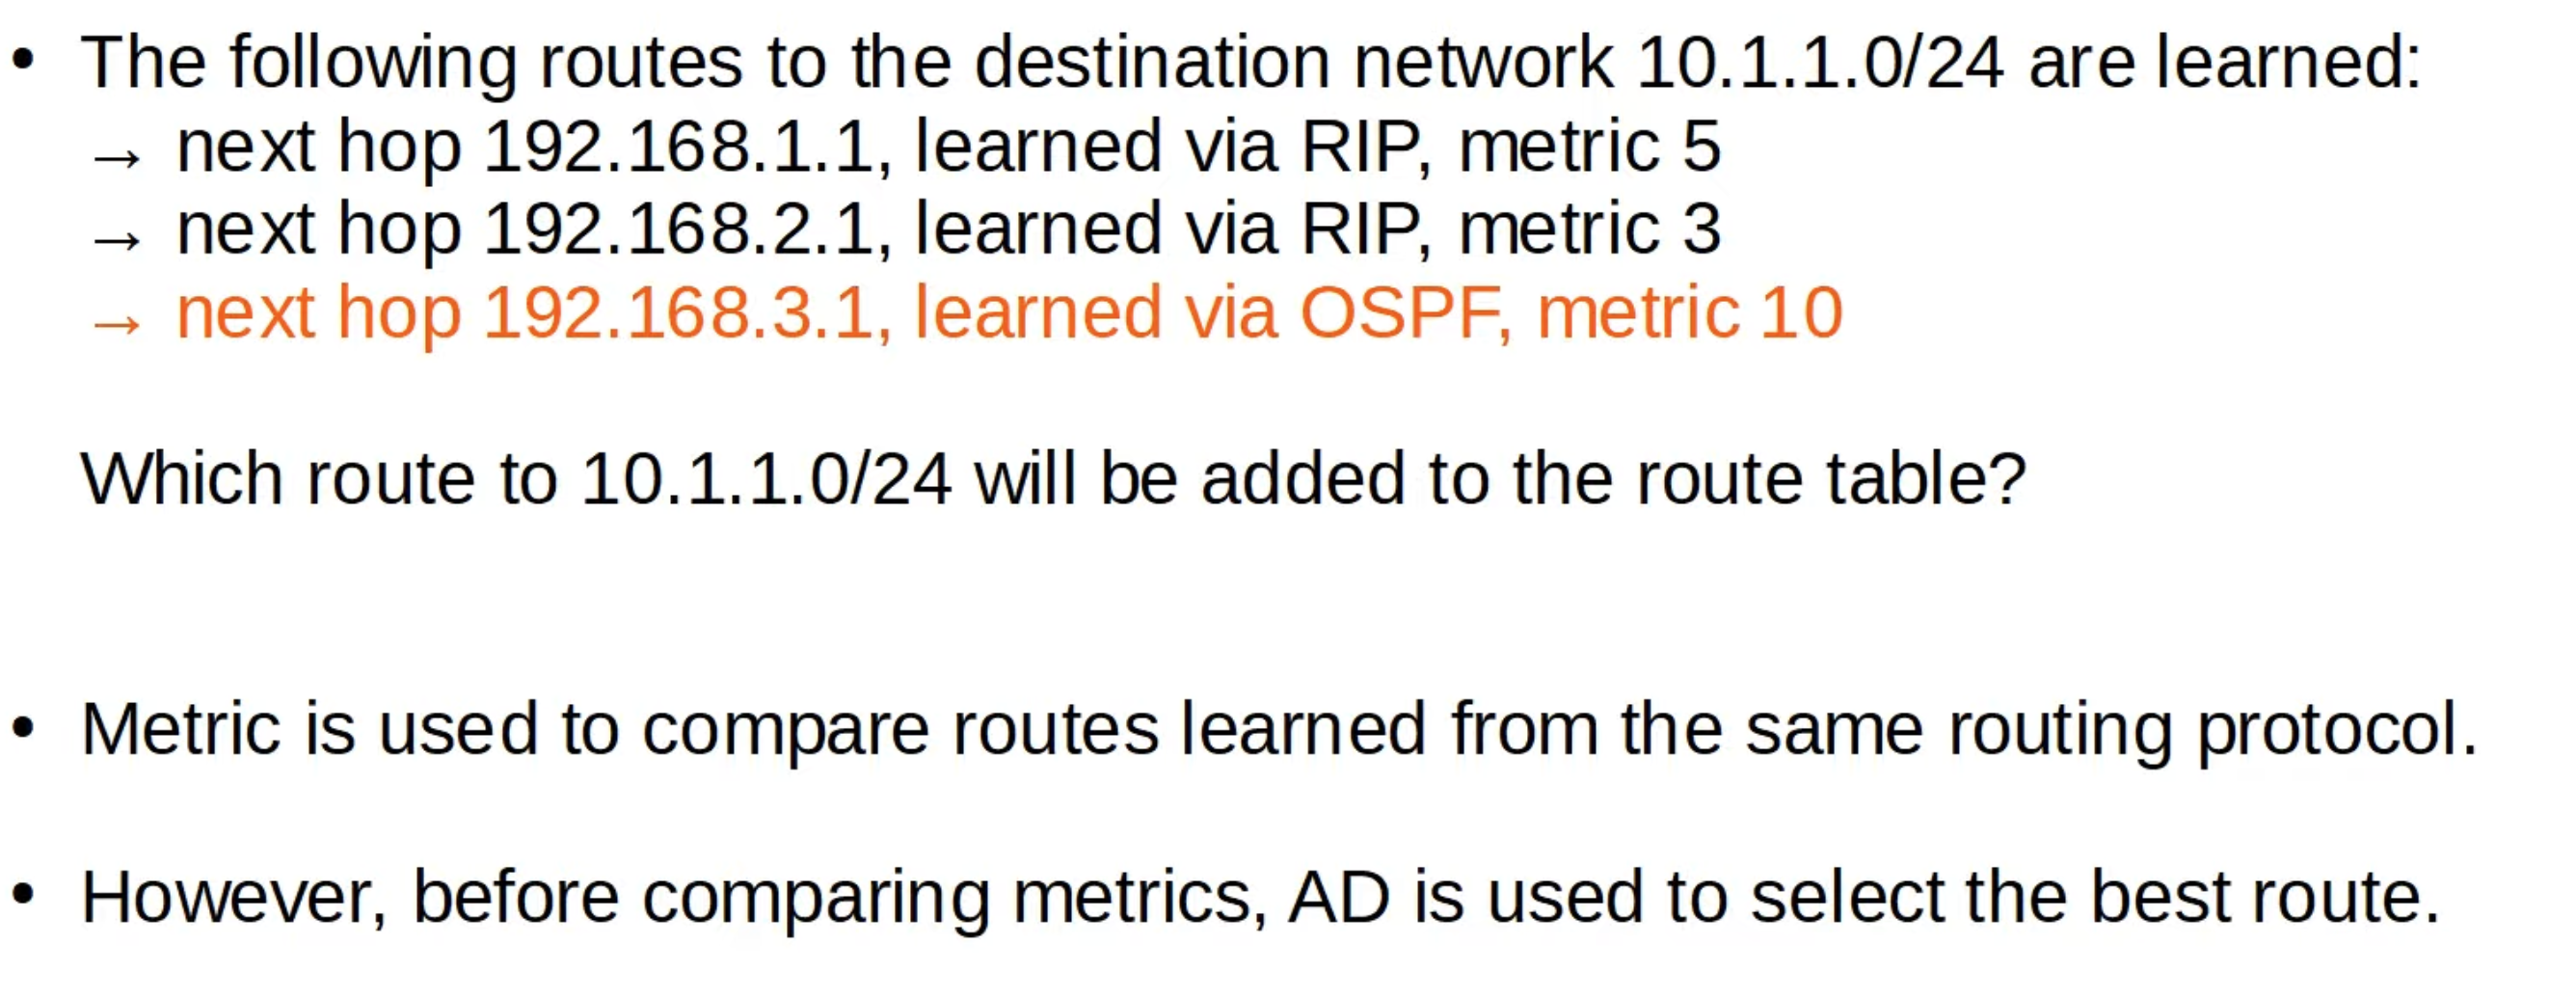 • The following routes to the destination network 10.1.1.0/24 are learned:
→ next hop 192.168.1.1, learned via RIP, metric 5
→ next hop 192.168.2.1, learned via RIP, metric 3
→ next hop 192.168.3.1, learned via OSPF, metric 10
Which route to 10.1.1.0/24 will be added to the route table?
• Metric is used to compare routes learned from the same routing protocol.
• However, before comparing metrics, AD is used to select the best route.